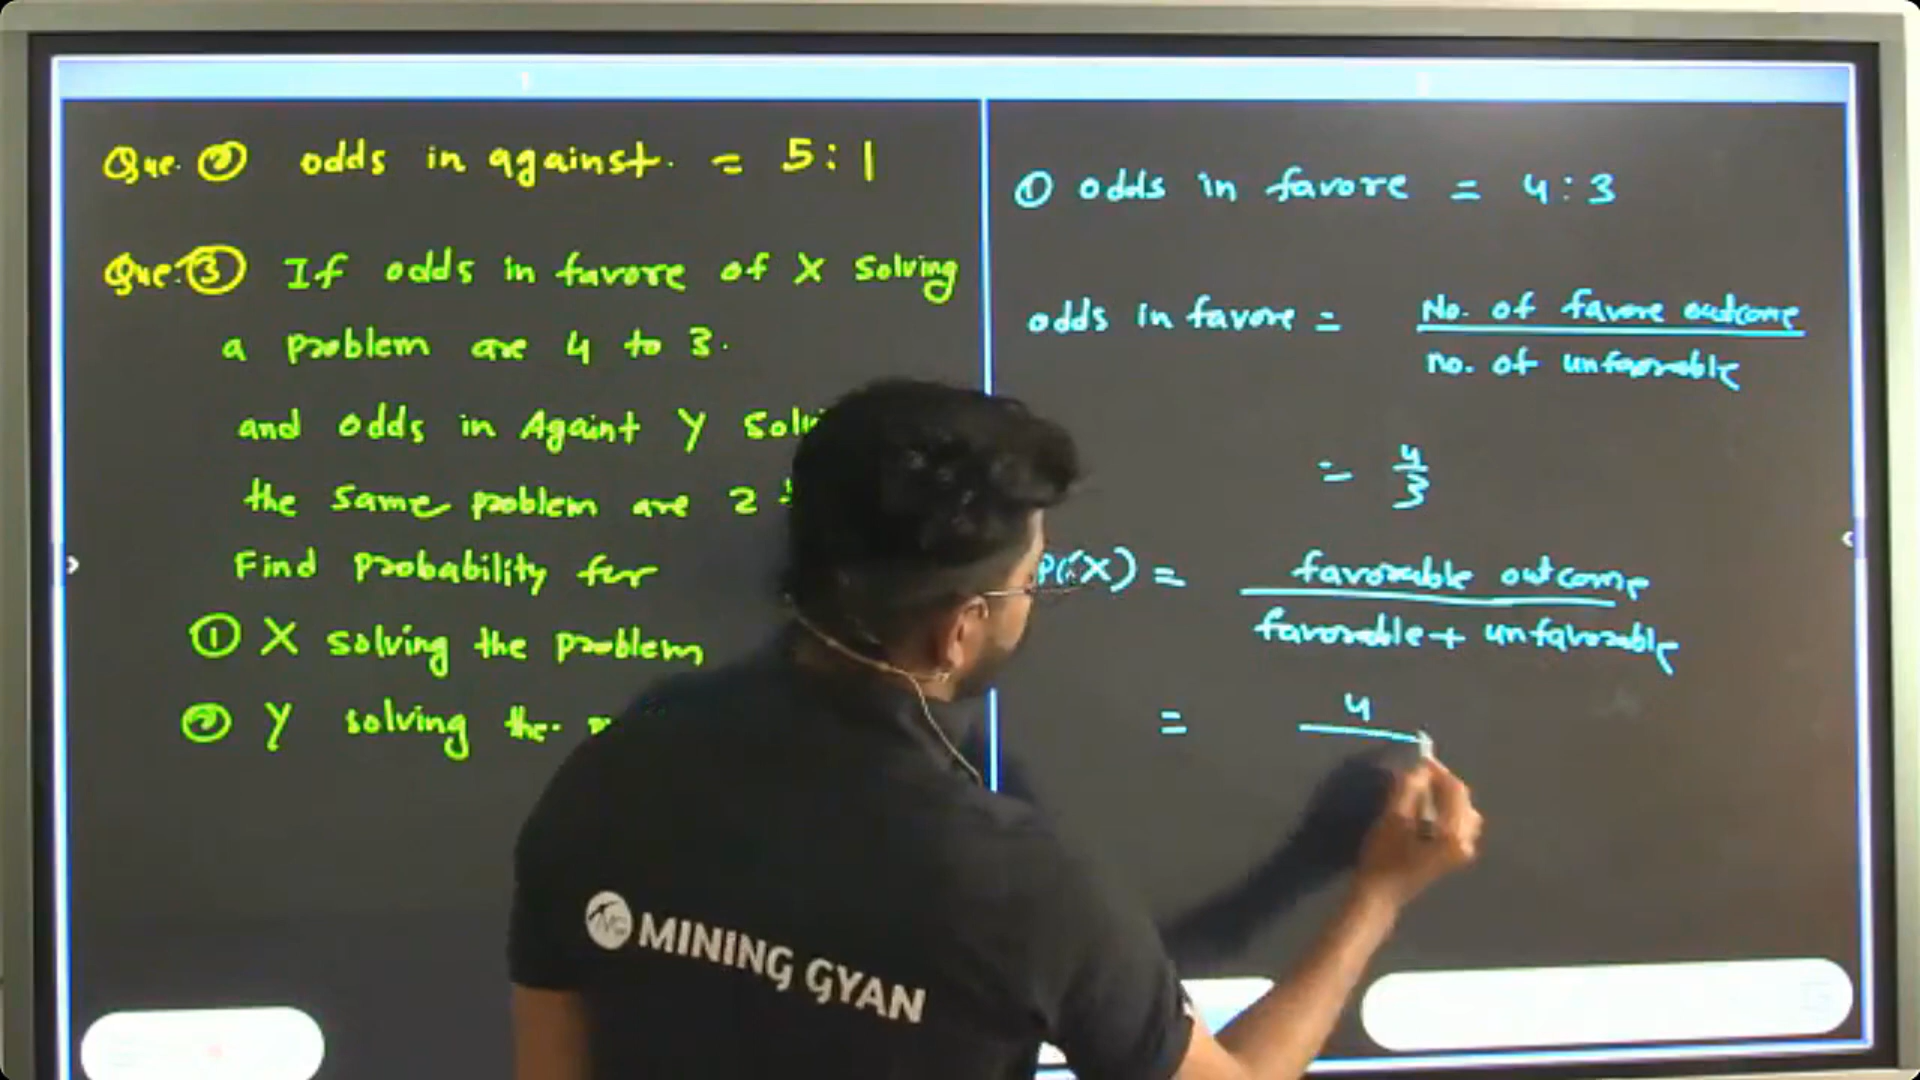 Que. ② odds in against. = 5:1
Que. ③ If odds in favore of X Solving
a problem are 4 to 3.
and odds in Againt Y
the same problem are 2
Find Probability for
① X solving the problem
② Y solving the
① odds in favore = 4:3
odds in favore = No. of favore outcome
no. of unfavorable
= 4/3
P(X) = favorable outcome
favorable + unfavorable
= 4
MINING GYAN